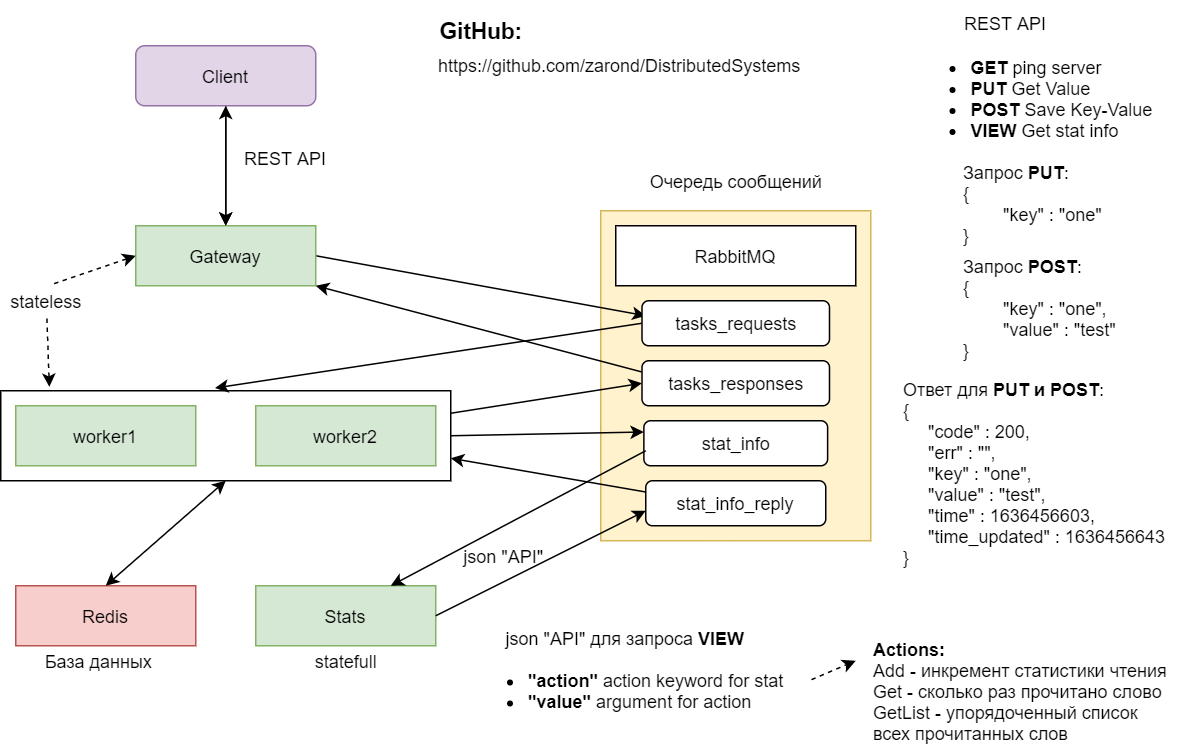 GitHub:
https://github.com/zarond/DistributedSystems
Client
REST API
Gateway
stateless
worker1
worker2
Redis
База данных
Stats
statefull
Очередь сообщений
RabbitMQ
tasks_requests
tasks_responses
stat_info
stat_info_reply
json "API"
json "API" для запроса VIEW
"action" action keyword for stat
"value" argument for action
REST API
GET ping server
PUT Get Value
POST Save Key-Value
VIEW Get stat info
Запрос PUT:
{
"key" : "one"
}
Запрос POST:
{
"key" : "one",
"value" : "test"
}
Ответ для PUT и POST:
{
"code" : 200,
"err" : "",
"key" : "one",
"value" : "test",
"time" : 1636456603,
"time_updated" : 1636456643
}
Actions:
Add - инкремент статистики чтения
Get - сколько раз прочитано слово
GetList - упорядоченный список
всех прочитанных слов